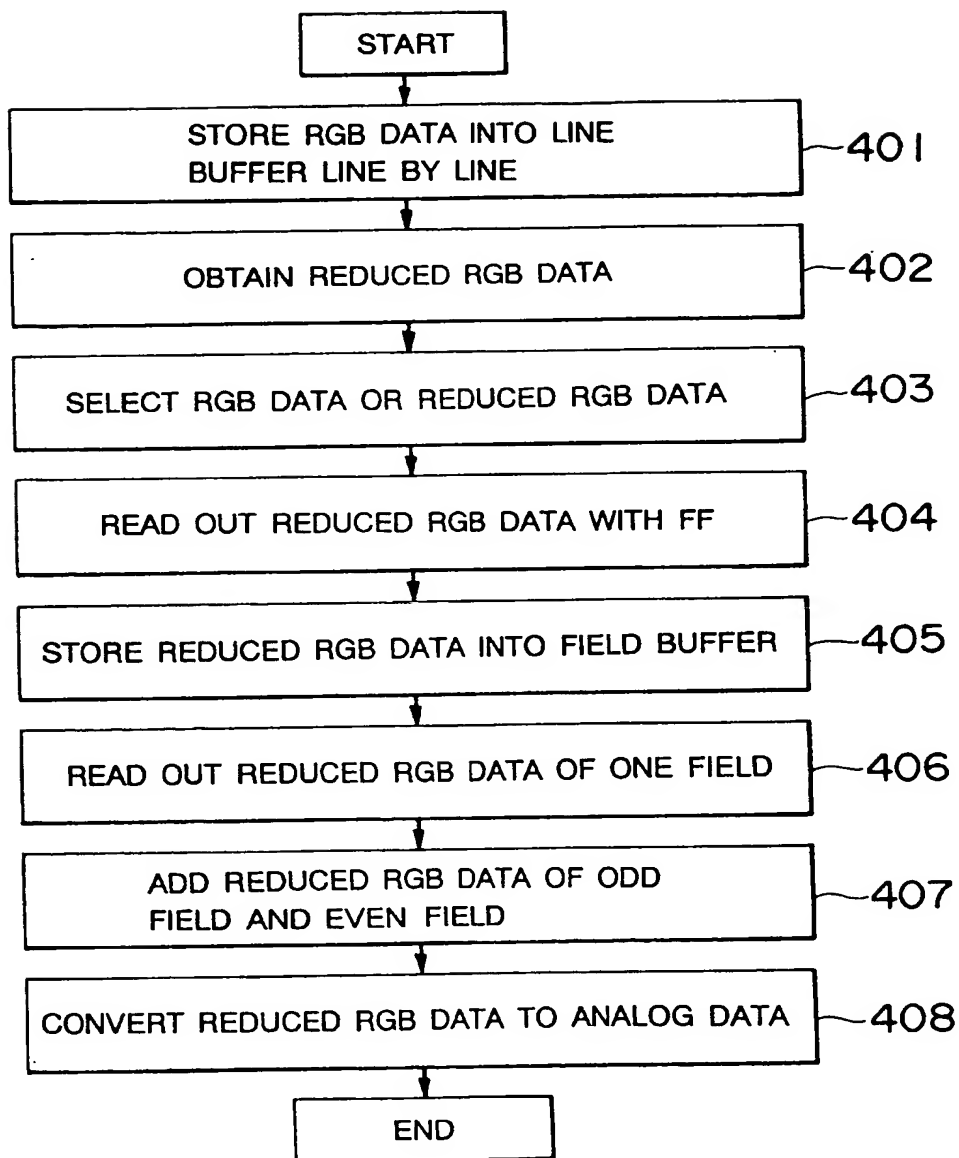 START
STORE RGB DATA INTO LINE
BUFFER LINE BY LINE
401
OBTAIN REDUCED RGB DATA
402
SELECT RGB DATA OR REDUCED RGB DATA
403
READ OUT REDUCED RGB DATA WITH FF
404
STORE REDUCED RGB DATA INTO FIELD BUFFER
405
READ OUT REDUCED RGB DATA OF ONE FIELD
406
ADD REDUCED RGB DATA OF ODD
FIELD AND EVEN FIELD
407
CONVERT REDUCED RGB DATA TO ANALOG DATA
408
END